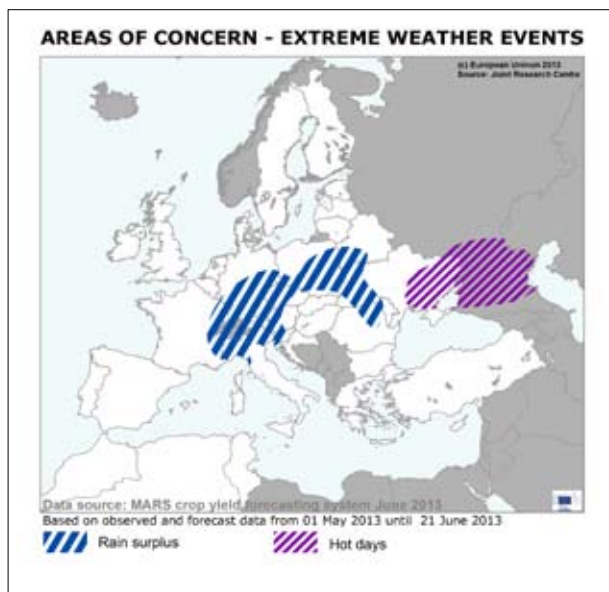 AREAS OF CONCERN - EXTREME WEATHER EVENTS
(c) European Uninon 2013
Source: Joint Research Centre
Data source: MARS crop yield forecasting system June 2013
Based on observed and forecast data from 01 May 2013 until 21 June 2013
Rain surplus
Hot days